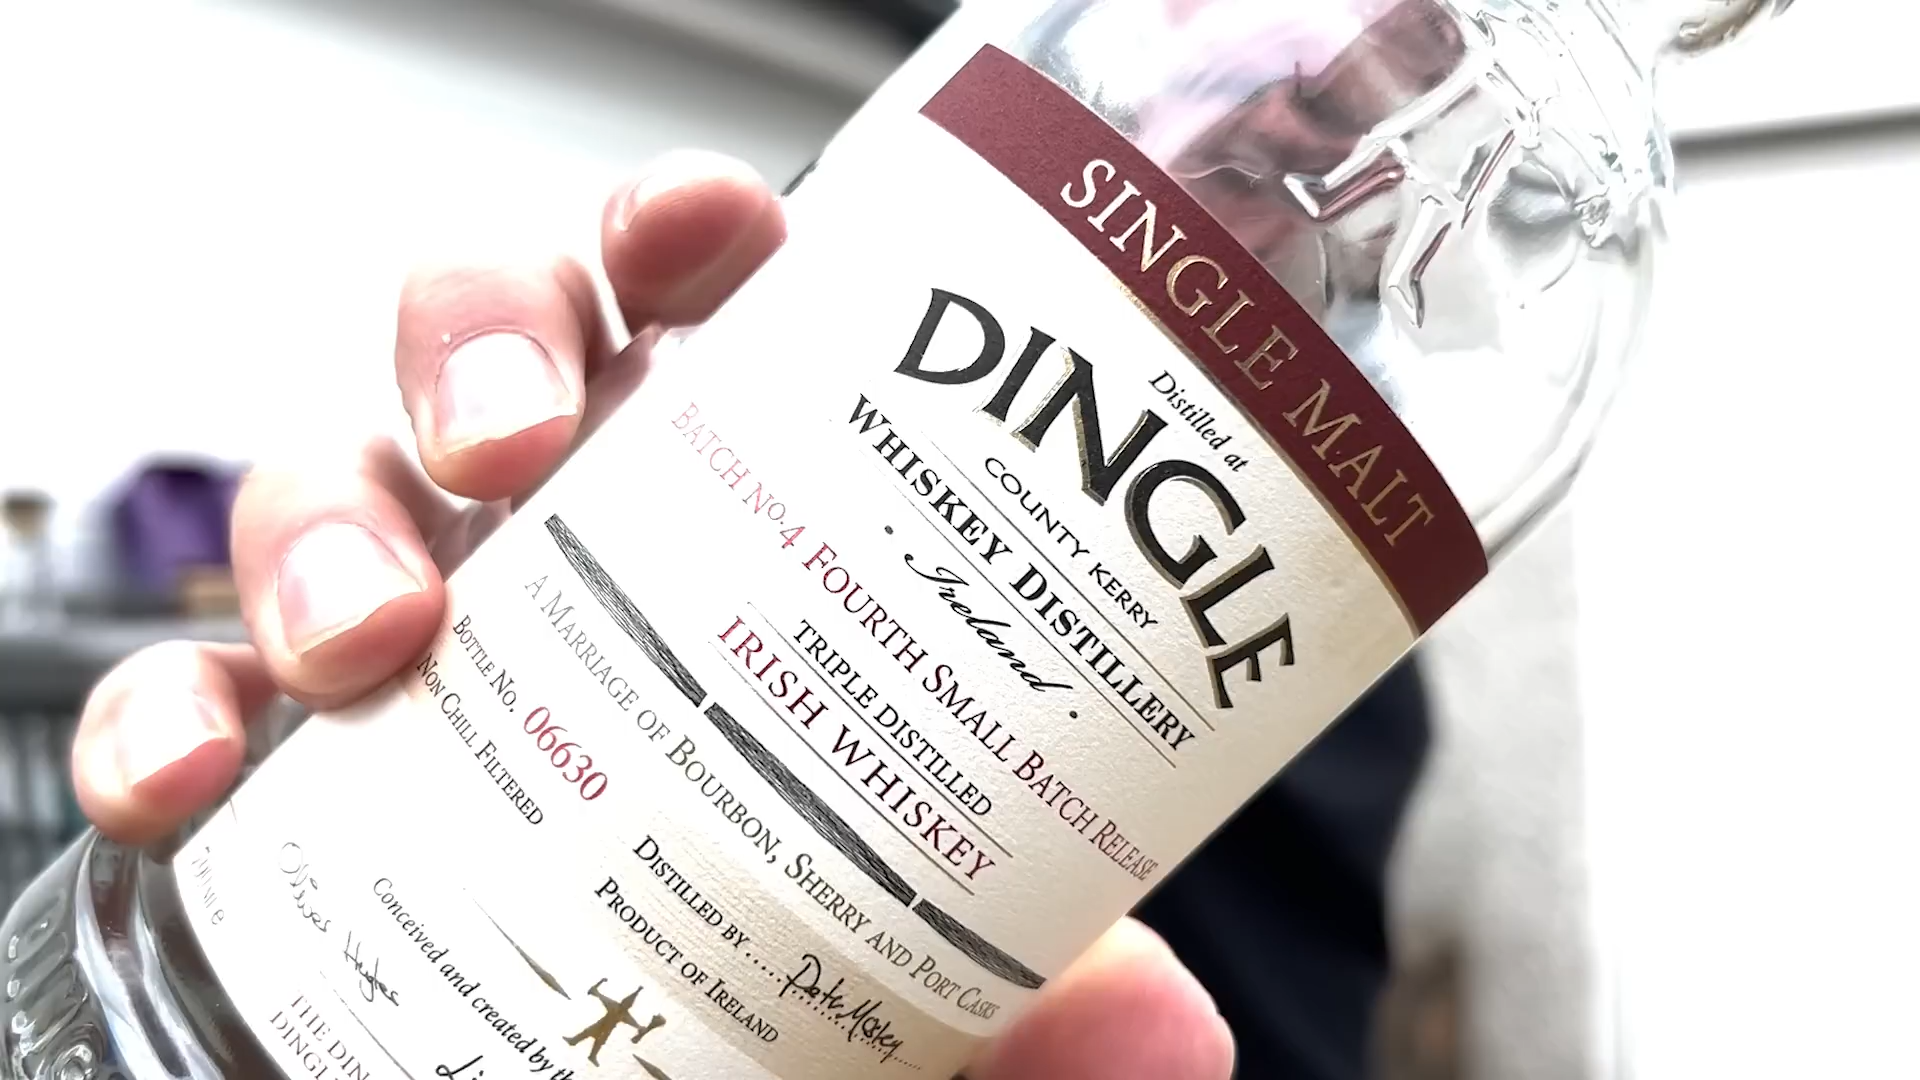 SINGLE MALT
Distilled at
DINGLE
COUNTY KERRY
WHISKEY DISTILLERY
• Ireland •
TRIPLE DISTILLED
IRISH WHISKEY
BATCH No.4 FOURTH SMALL BATCH RELEASE
A MARRIAGE OF BOURBON, SHERRY AND PORT CASKS
BOTTLE No. 06630
NON CHILL FILTERED
DISTILLED BY
PRODUCT OF IRELAND
Conceived and created by
Hughes
700ml e
THE